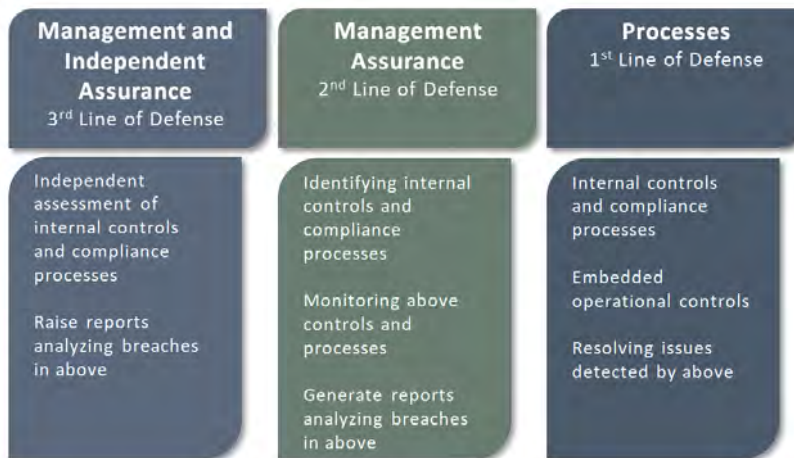 Management and
Independent
Assurance
3rd Line of Defense
Independent
assessment of
internal controls
and compliance
processes
Raise reports
analyzing breaches
in above
Management
Assurance
2nd Line of Defense
Identifying internal
controls and
compliance
processes
Monitoring above
controls and
processes
Generate reports
analyzing breaches
in above
Processes
1st Line of Defense
Internal controls
and compliance
processes
Embedded
operational controls
Resolving issues
detected by above